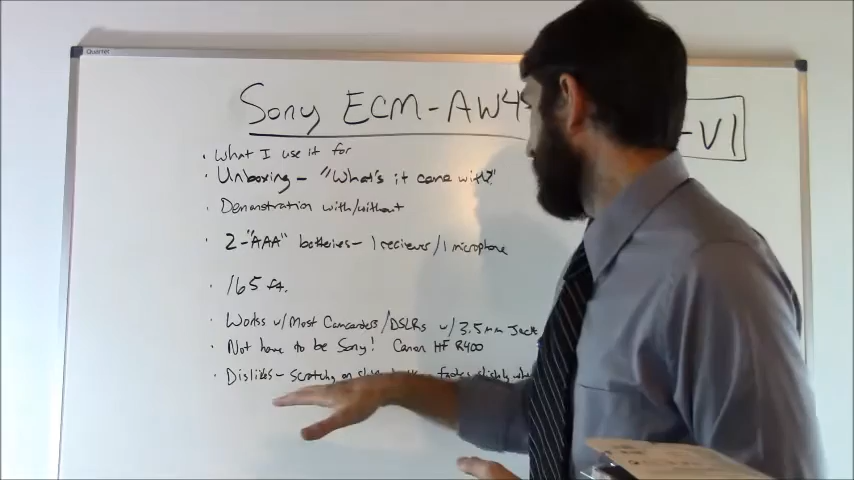 Quartet
Sony ECM-AW4 -V1
• What I use it for
• Unboxing - "What's it come with?"
• Demonstration with/without
• 2-"AAA" batteries- 1 reciever/1 microphone
• 165 ft.
• Works w/Most Camcorders/DSLRs w/3.5mm Jack
• Not have to be Sony! Canon HF R400
• Dislikes- Scratchy on slightly